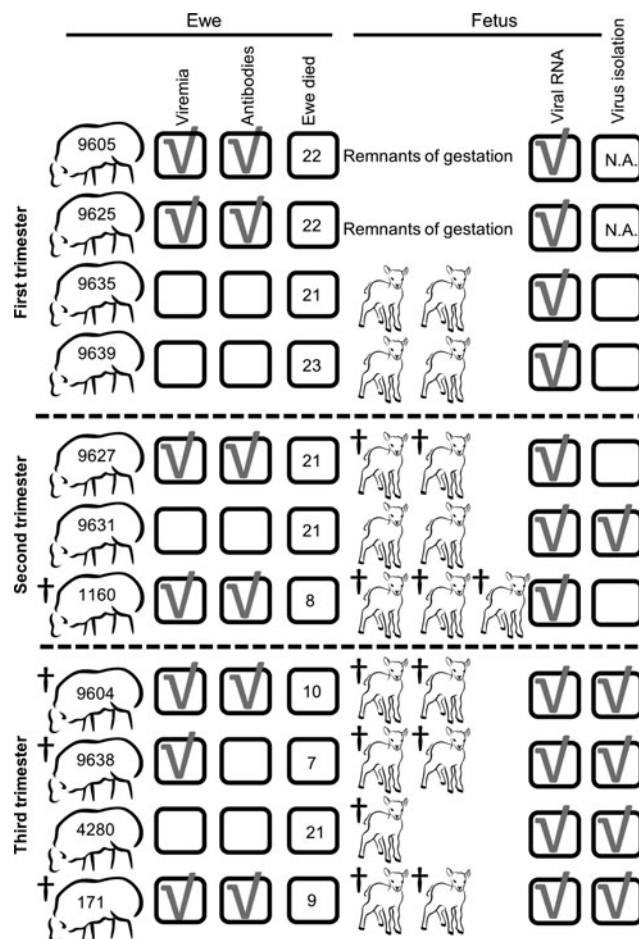 Ewe Fetus
Viremia Antibodies Ewe died Viral RNA Virus isolation
First trimester
9605 22 Remnants of gestation N.A.
9625 22 Remnants of gestation N.A.
9635 21
9639 23
Second trimester
9627 21
9631 21
1160 8
Third trimester
9604 10
9638 7
4280 21
171 9